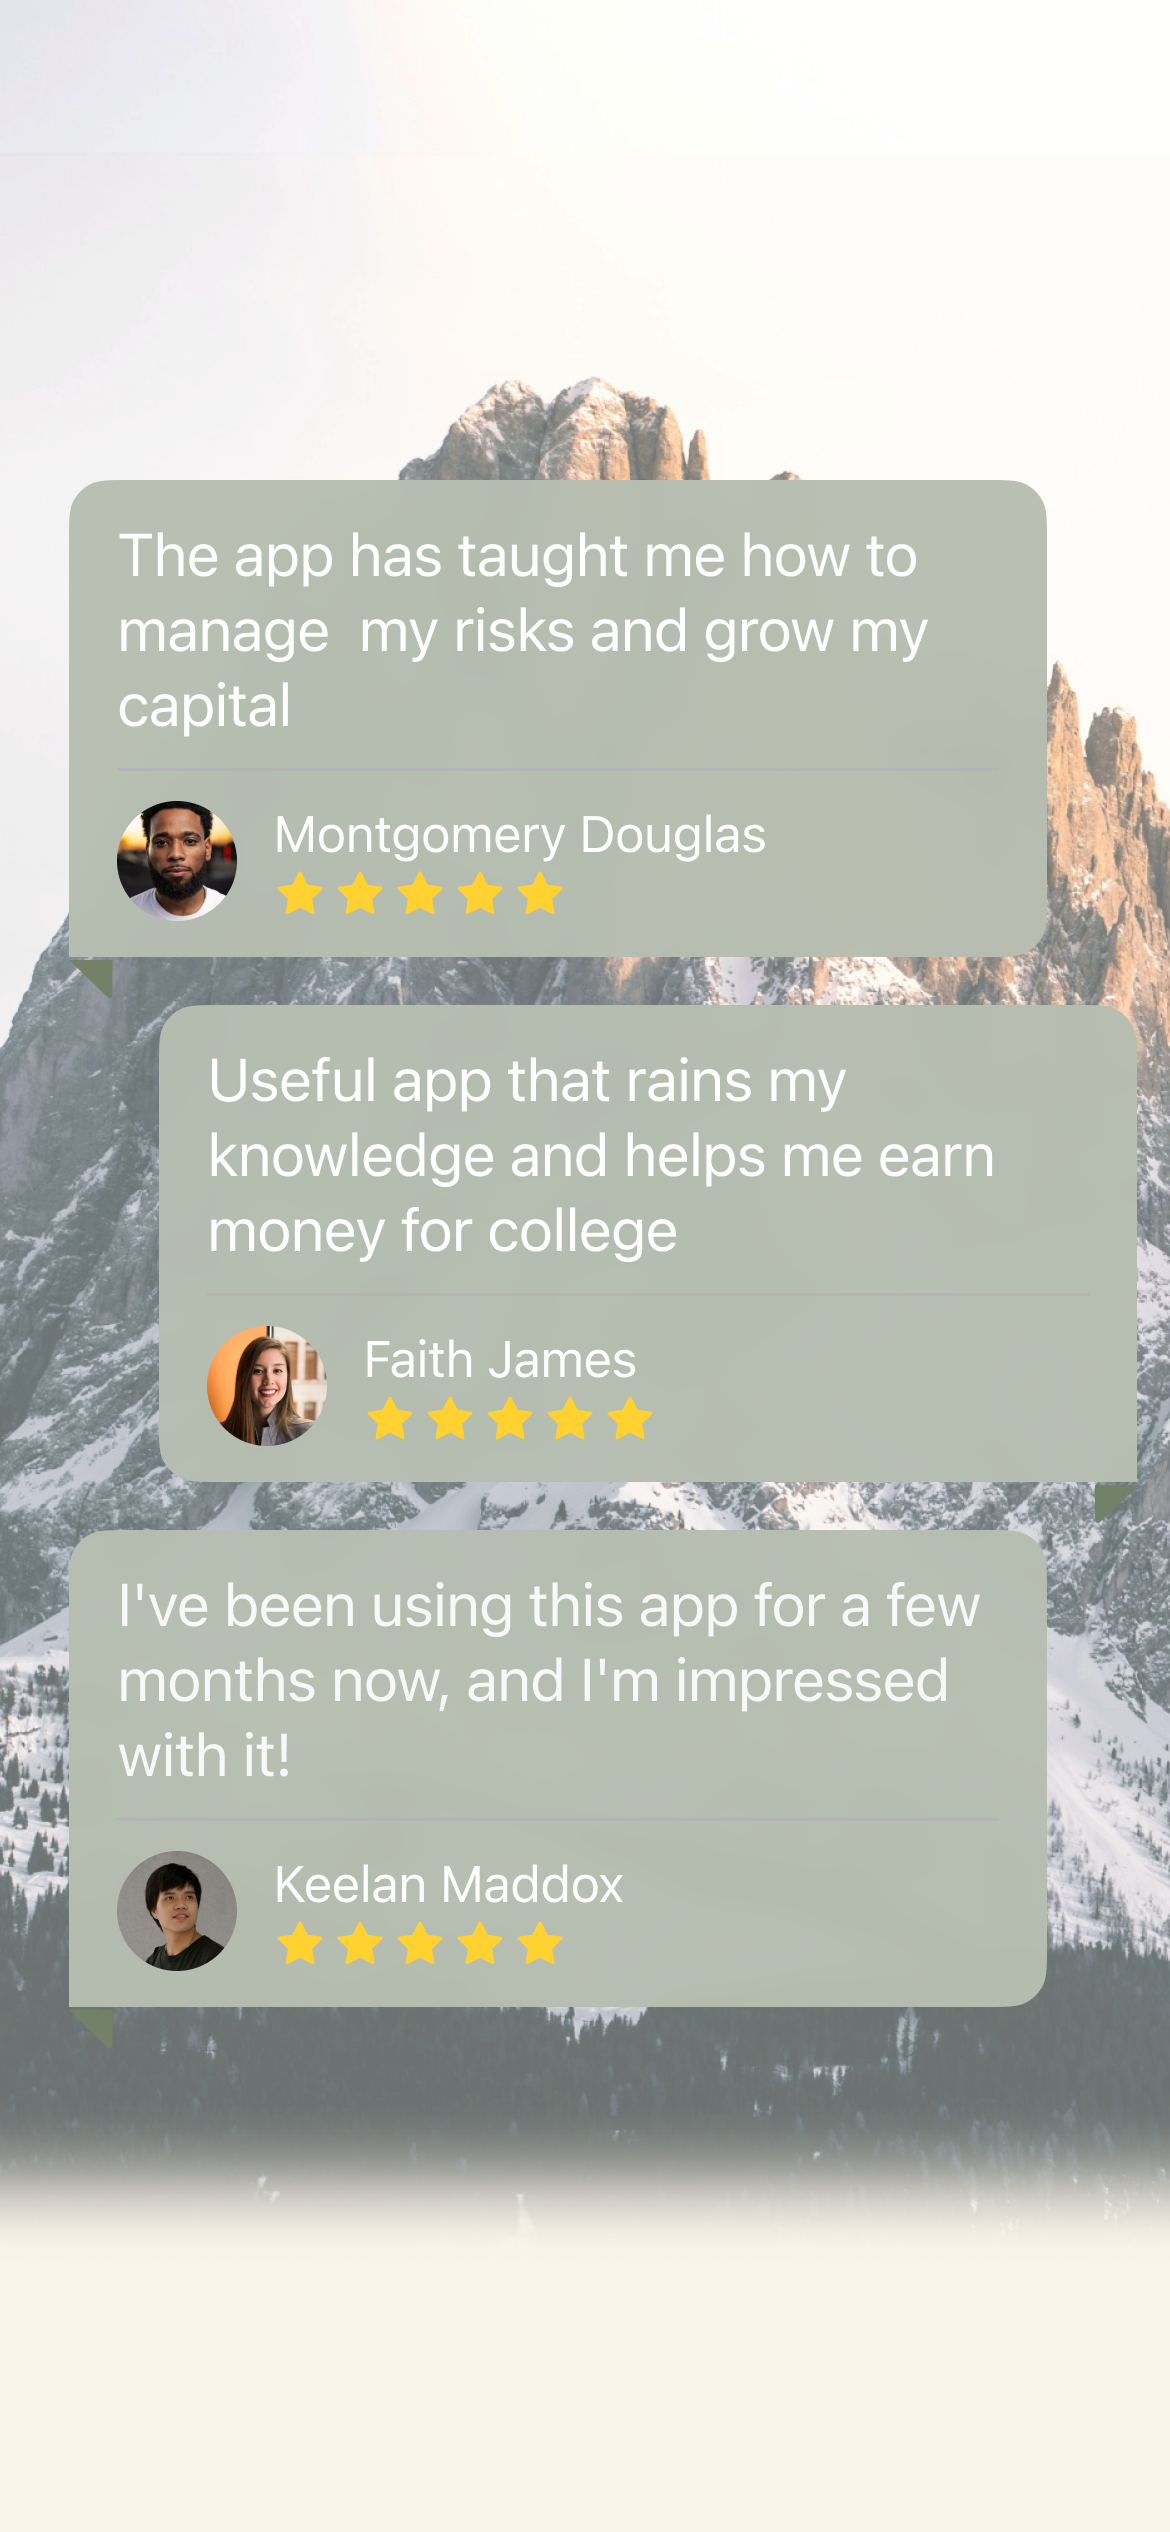 The app has taught me how to
manage  my risks and grow my
capital
Montgomery Douglas
Useful app that rains my
knowledge and helps me earn
money for college
Faith James
I've been using this app for a few
months now, and I'm impressed
with it!
Keelan Maddox